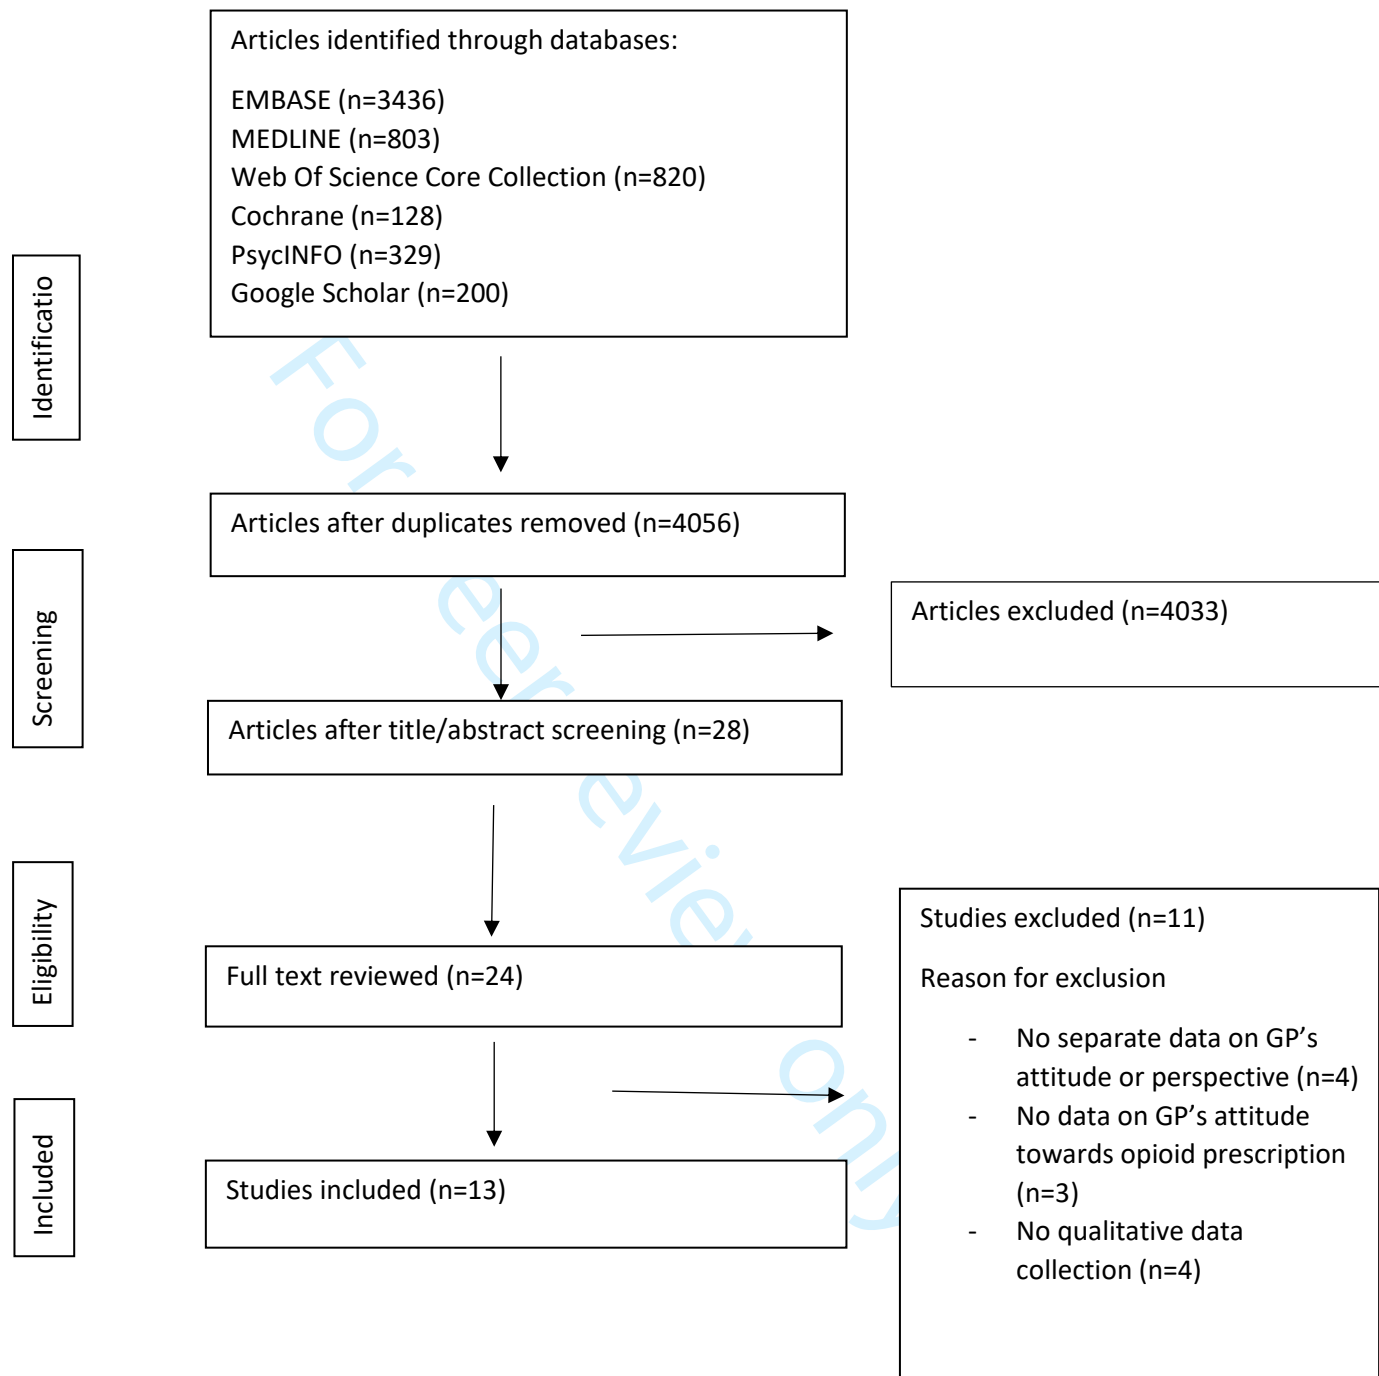 Articles identified through databases:
EMBASE (n=3436)
MEDLINE (n=803)
Web Of Science Core Collection (n=820)
Cochrane (n=128)
PsycINFO (n=329)
Google Scholar (n=200)
Identificatio
Articles after duplicates removed (n=4056)
Screening
Articles excluded (n=4033)
Articles after title/abstract screening (n=28)
Eligibility
Full text reviewed (n=24)
Studies excluded (n=11)
Reason for exclusion
- No separate data on GP’s
attitude or perspective (n=4)
- No data on GP’s attitude
towards opioid prescription
(n=3)
- No qualitative data
collection (n=4)
Included
Studies included (n=13)
For eer eview only